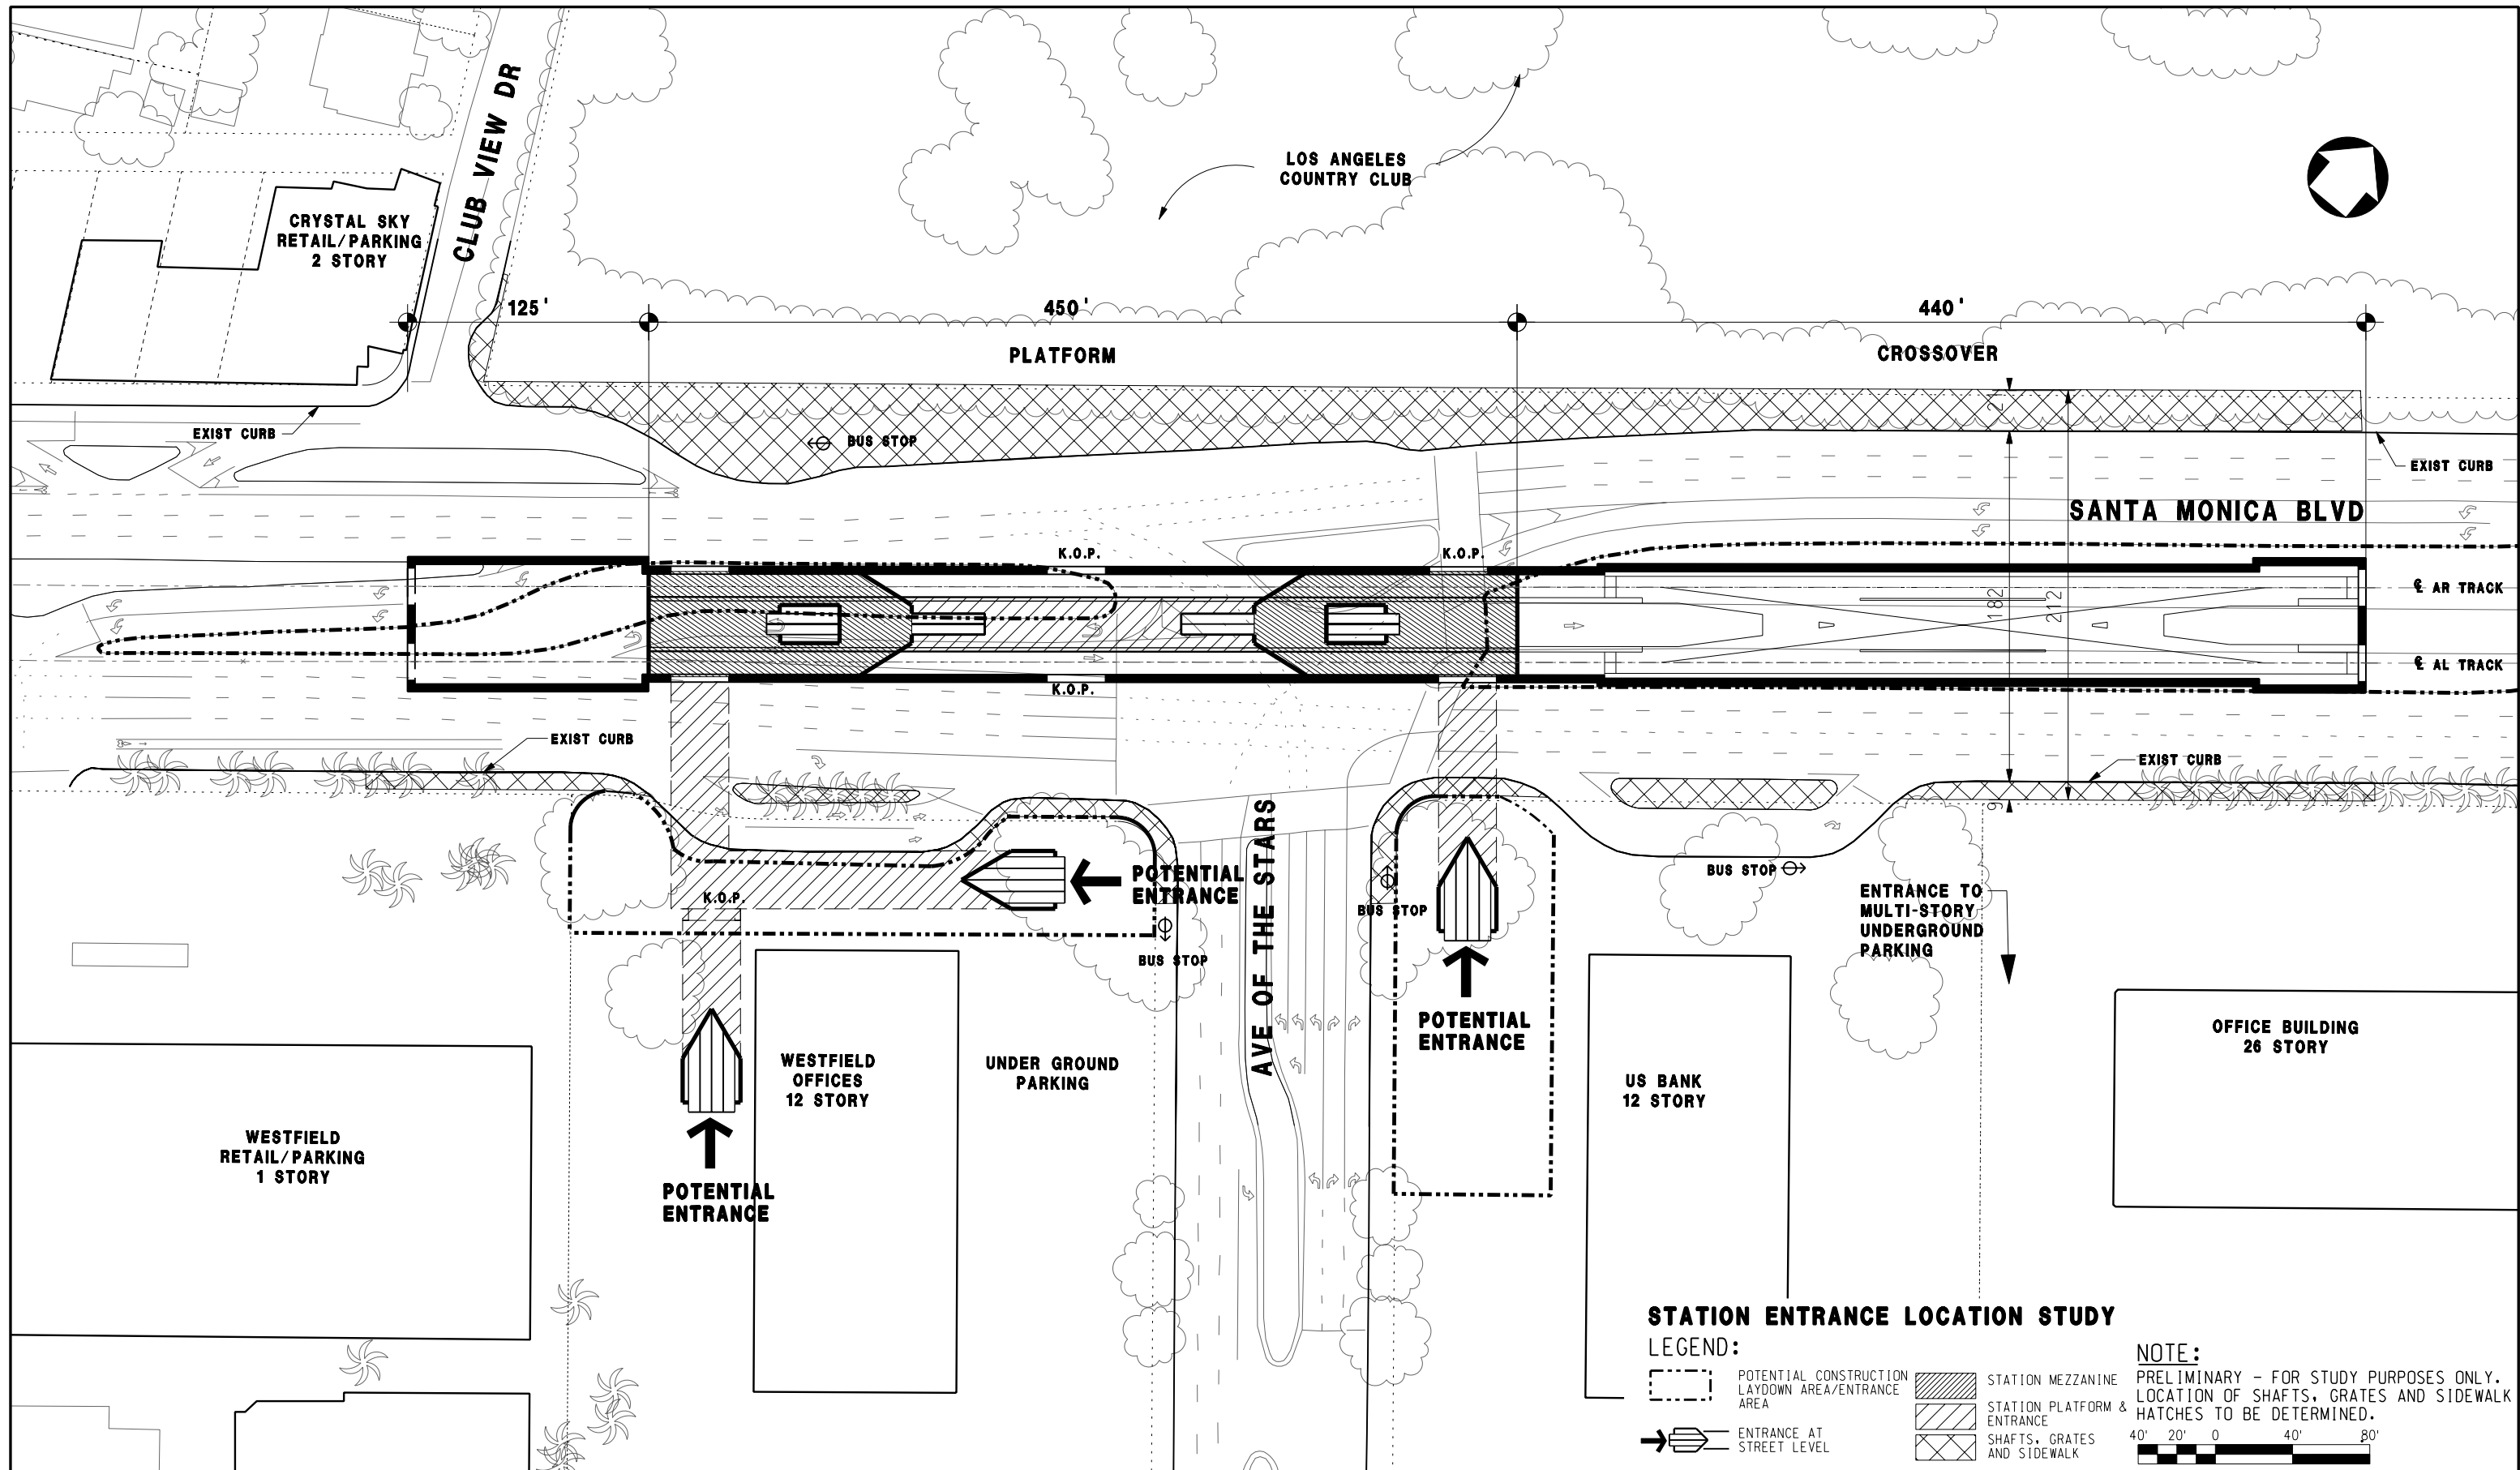 CLUB VIEW DR
LOS ANGELES
COUNTRY CLUB
CRYSTAL SKY
RETAIL/PARKING
2 STORY
125'
450'
440'
PLATFORM
CROSSOVER
21
EXIST CURB
BUS STOP
EXIST CURB
SANTA MONICA BLVD
K.O.P.
K.O.P.
℄ AR TRACK
182
212
℄ AL TRACK
K.O.P.
EXIST CURB
EXIST CURB
9
AVE OF THE STARS
POTENTIAL
ENTRANCE
K.O.P.
BUS STOP
BUS STOP
BUS STOP
ENTRANCE TO
MULTI-STORY
UNDERGROUND
PARKING
POTENTIAL
ENTRANCE
OFFICE BUILDING
26 STORY
WESTFIELD
OFFICES
12 STORY
UNDER GROUND
PARKING
US BANK
12 STORY
WESTFIELD
RETAIL/PARKING
1 STORY
POTENTIAL
ENTRANCE
STATION ENTRANCE LOCATION STUDY
LEGEND:
POTENTIAL CONSTRUCTION
LAYDOWN AREA/ENTRANCE
AREA
ENTRANCE AT
STREET LEVEL
STATION MEZZANINE
STATION PLATFORM &
ENTRANCE
SHAFTS, GRATES
AND SIDEWALK
NOTE:
PRELIMINARY - FOR STUDY PURPOSES ONLY.
LOCATION OF SHAFTS, GRATES AND SIDEWALK
HATCHES TO BE DETERMINED.
40' 20' 0 40' 80'